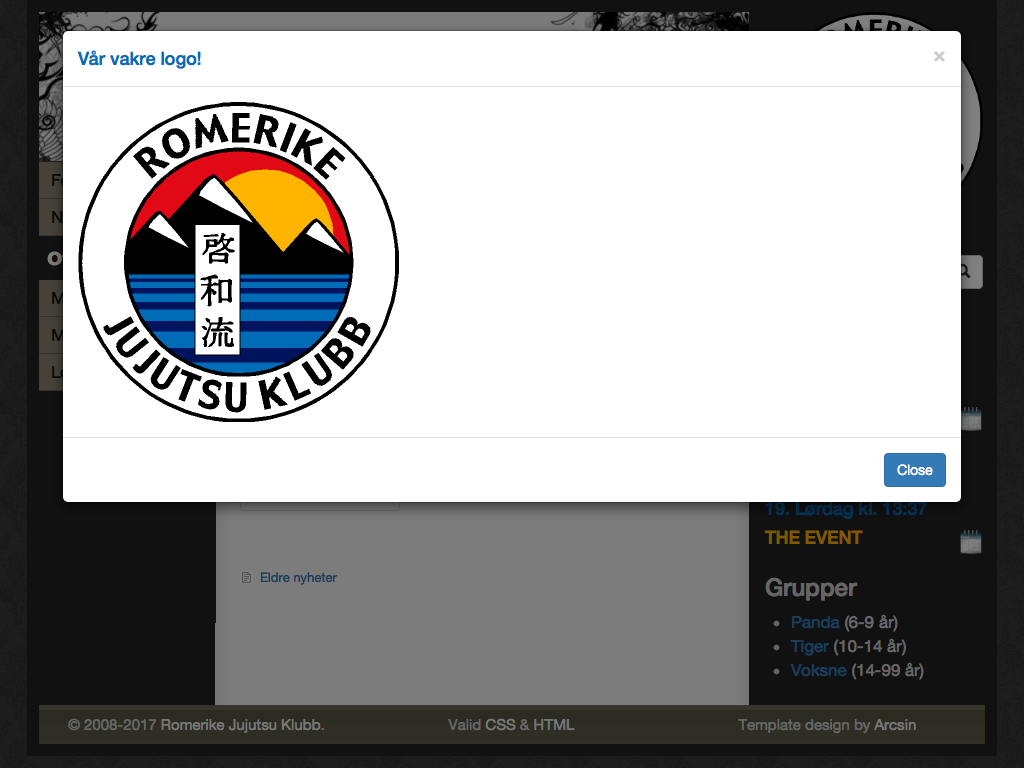 Vår vakre logo!
×
ROMERIKE
啓
和
流
JUJUTSU KLUBB
Close
19. Lørdag kl. 13:37
THE EVENT
Eldre nyheter
Grupper
Panda (6-9 år)
Tiger (10-14 år)
Voksne (14-99 år)
© 2008-2017 Romerike Jujutsu Klubb.
Valid CSS & HTML
Template design by Arcsin